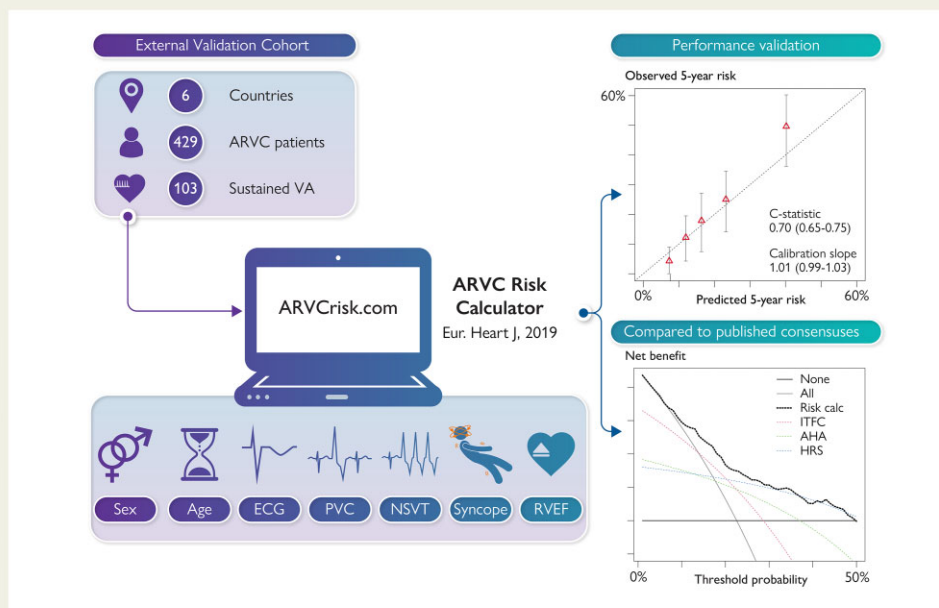 External Validation Cohort
6 Countries
429 ARVC patients
103 Sustained VA
ARVCrisk.com
ARVC Risk
Calculator
Eur. Heart J, 2019
Sex Age ECG PVC NSVT Syncope RVEF
Performance validation
Observed 5-year risk
60%
C-statistic
0.70 (0.65-0.75)
Calibration slope
1.01 (0.99-1.03)
0% 60%
Predicted 5-year risk
Compared to published consensuses
Net benefit
None
All
Risk calc
ITFC
AHA
HRS
0% 50%
Threshold probability